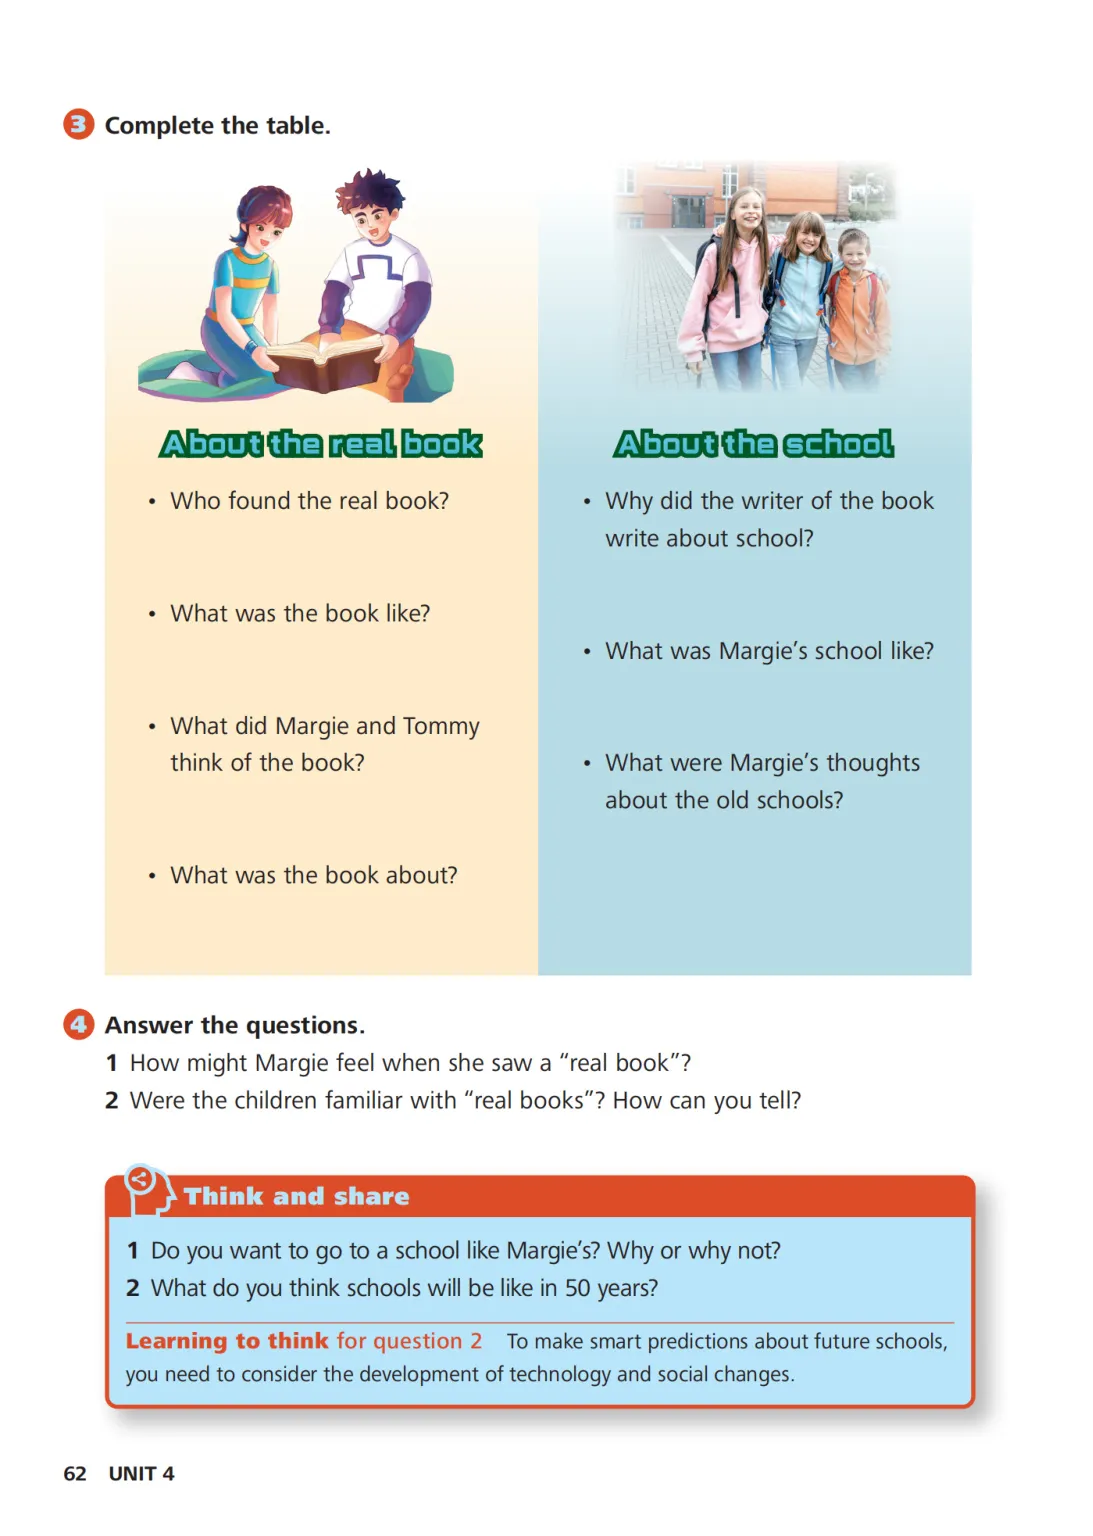 3 Complete the table.
About the real book
• Who found the real book?
• What was the book like?
• What did Margie and Tommy
think of the book?
• What was the book about?
About the school
• Why did the writer of the book
write about school?
• What was Margie’s school like?
• What were Margie’s thoughts
about the old schools?
4 Answer the questions.
1 How might Margie feel when she saw a “real book”?
2 Were the children familiar with “real books”? How can you tell?
Think and share
1 Do you want to go to a school like Margie’s? Why or why not?
2 What do you think schools will be like in 50 years?
Learning to think for question 2 To make smart predictions about future schools,
you need to consider the development of technology and social changes.
62 UNIT 4